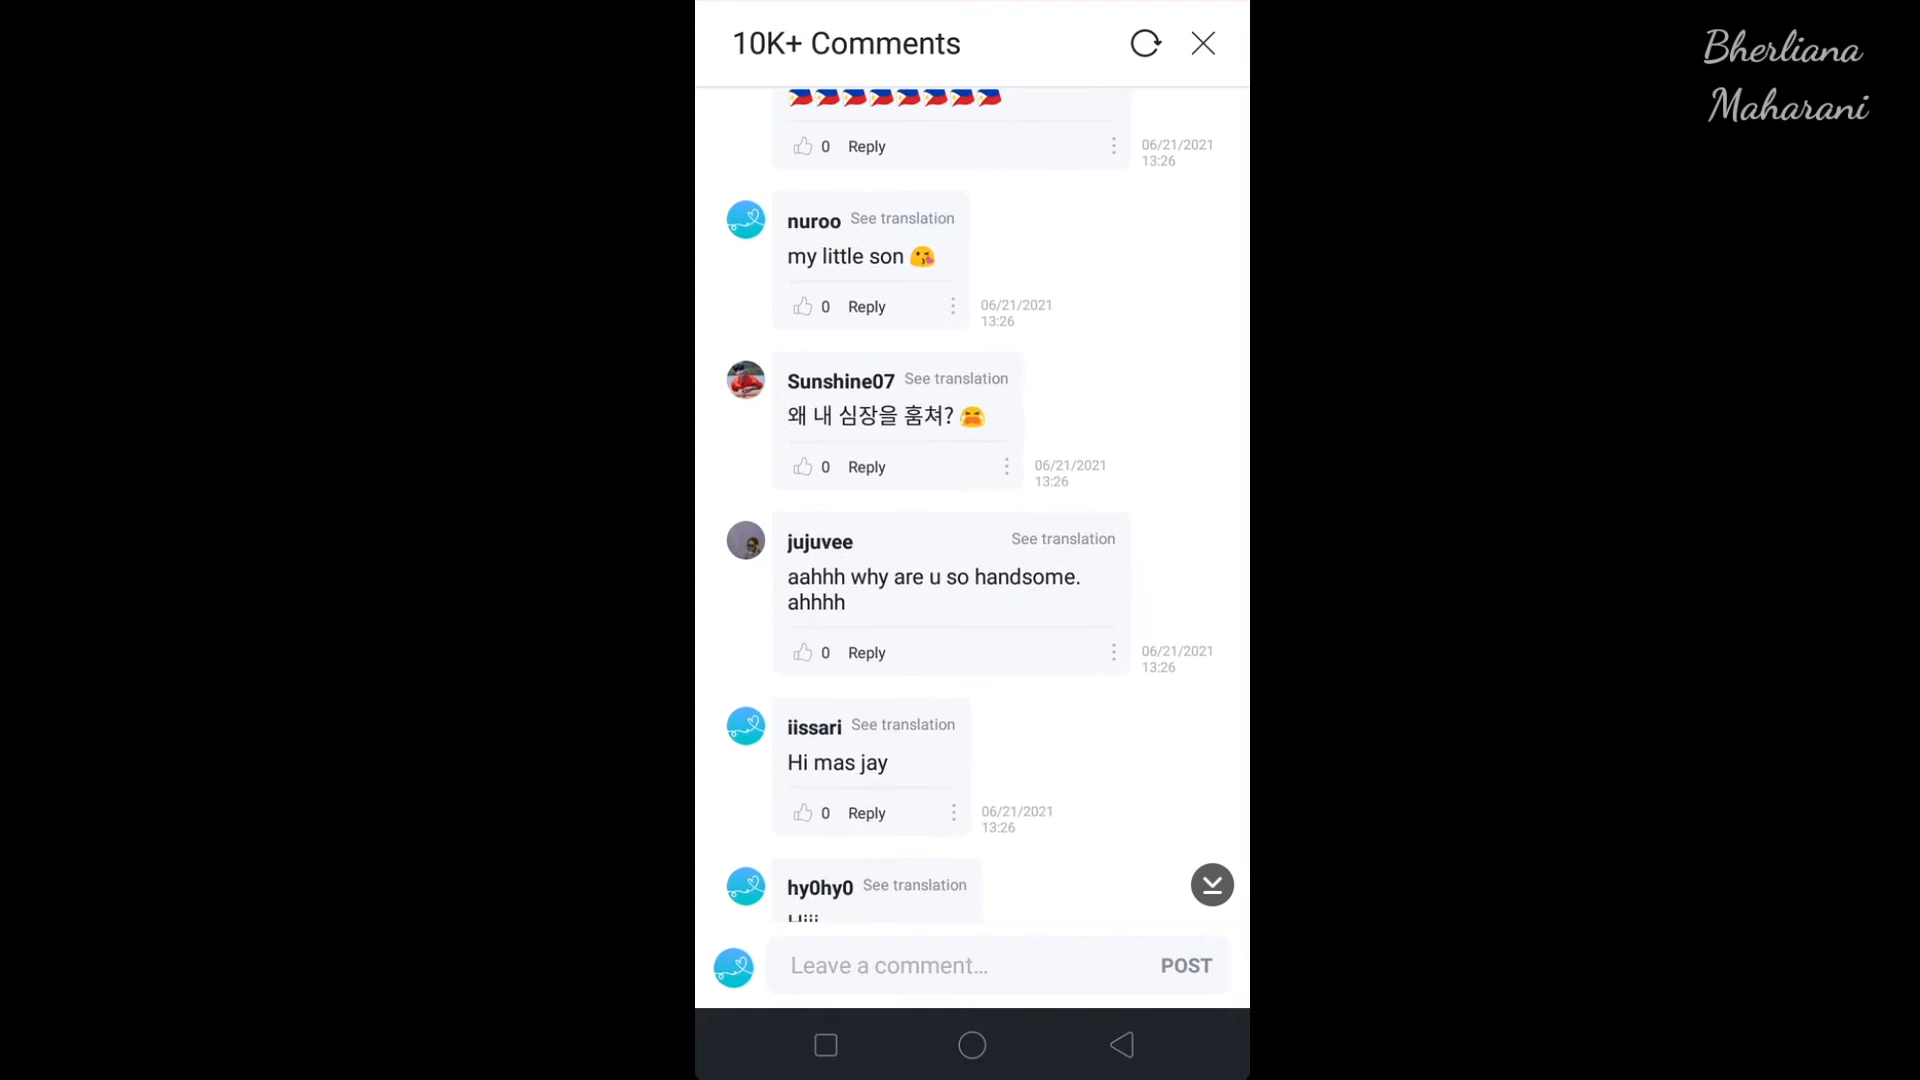 10K+ Comments
Bherliana
Maharani
🇵🇭🇵🇭🇵🇭🇵🇭🇵🇭🇵🇭🇵🇭🇵🇭
0 Reply
06/21/2021
13:26
nuroo See translation
my little son 😘
0 Reply
06/21/2021
13:26
Sunshine07 See translation
왜 내 심장을 훔쳐? 😫
0 Reply
06/21/2021
13:26
jujuvee See translation
aahhh why are u so handsome.
ahhhh
0 Reply
06/21/2021
13:26
iissari See translation
Hi mas jay
0 Reply
06/21/2021
13:26
hy0hy0 See translation
Leave a comment...
POST